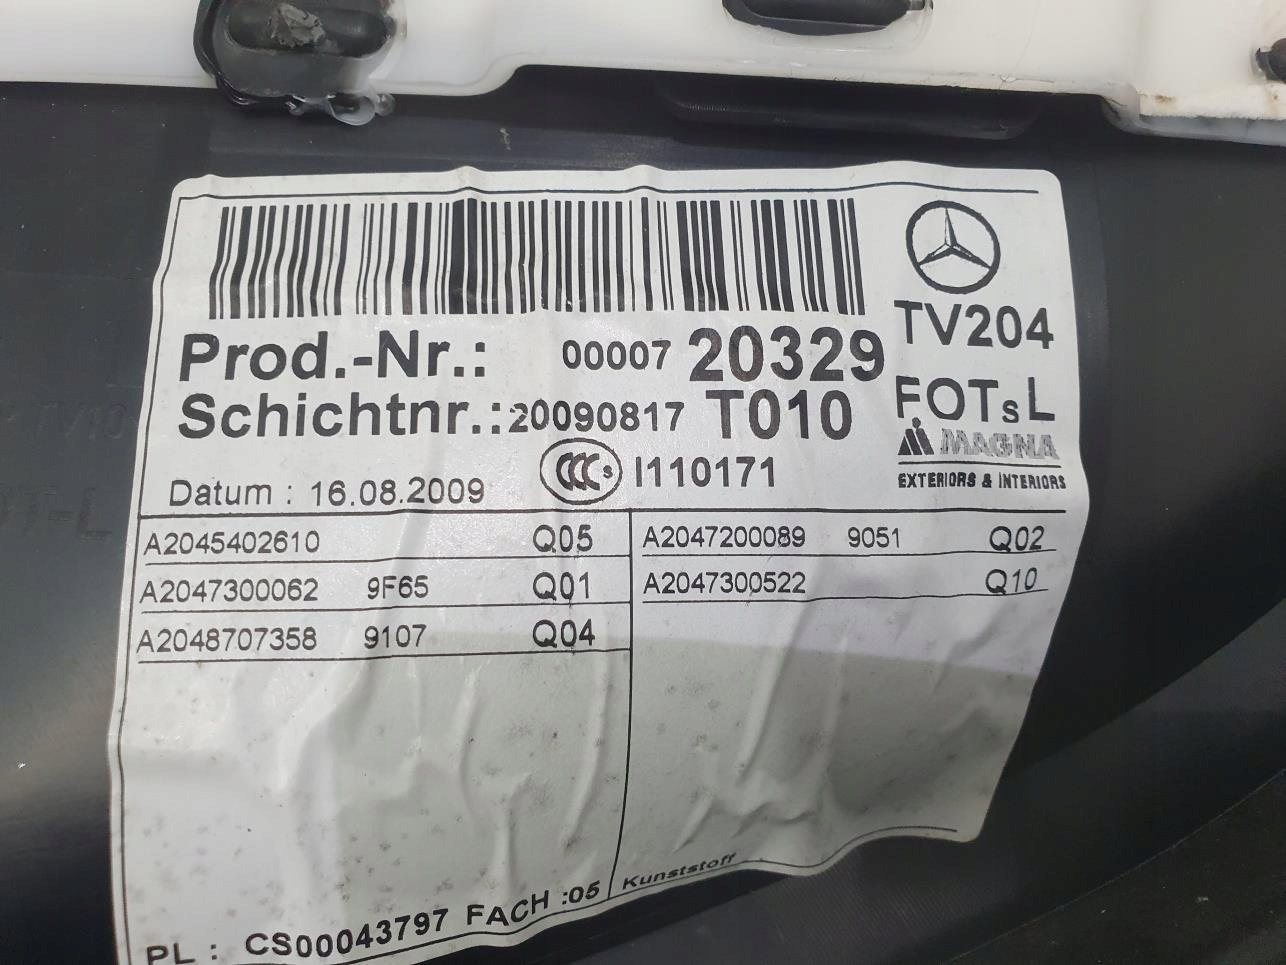 TV204
Prod.-Nr.: 00007 20329
FOTsL
Schichtnr.: 20090817 T010
MAGNA
EXTERIORS & INTERIORS
Datum : 16.08.2009 CCCs I110171
A2045402610 Q05 A2047200089 9051 Q02
A2047300062 9F65 Q01 A2047300522 Q10
A2048707358 9107 Q04
PL : CS00043797 FACH :05 Kunststoff